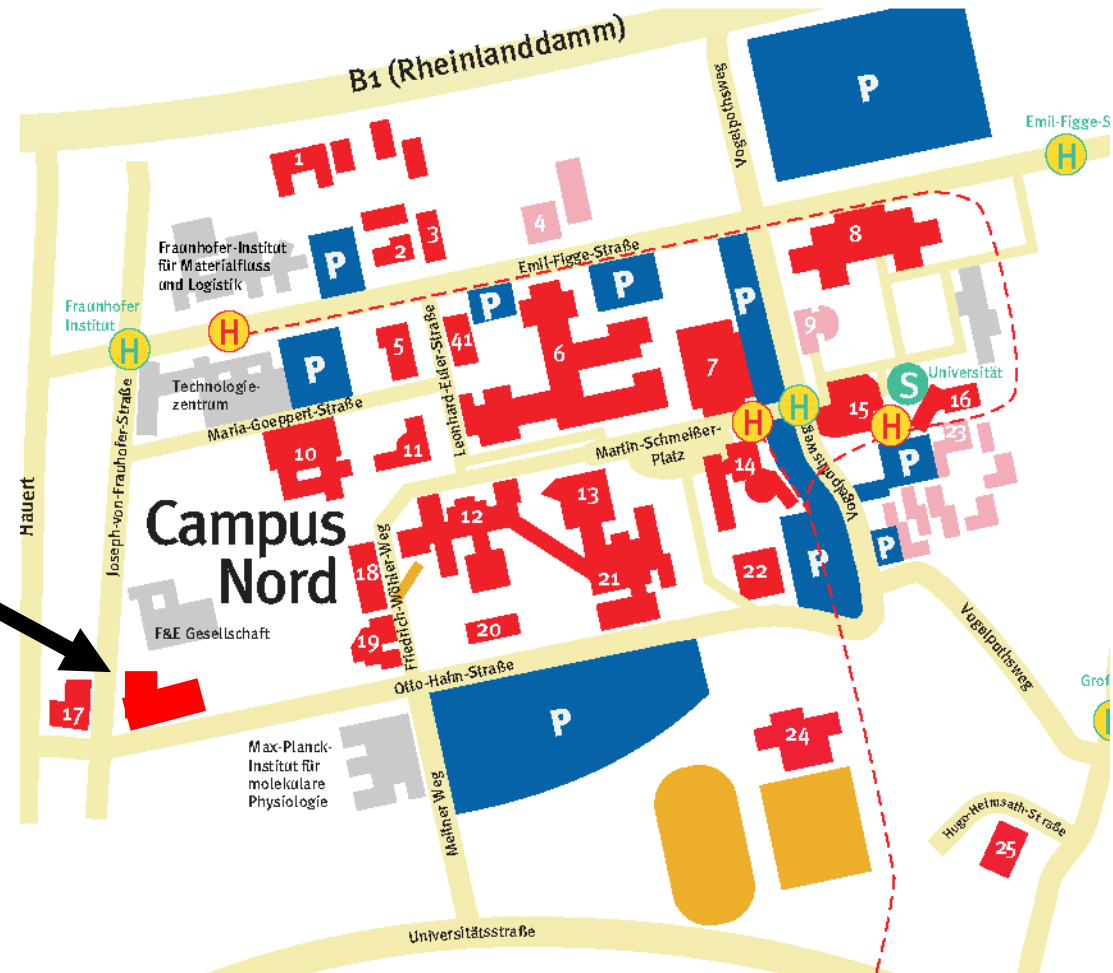 B1 (Rheinlanddamm)
Vogelpothsweg
P
Emil-Figge-S
H
1
4
3
2
8
Fraunhofer-Institut
für Materialfluss
und Logistik
P
Emil-Figge-Straße
P
P
P
Fraunhofer
Institut
H
H
5
41
6
7
9
S
Universität
Technologie-
zentrum
P
Leonhard-Euler-Straße
Maria-Goeppert-Straße
15
16
H
H
H
10
11
Martin-Schmeißer-
Platz
14
Vogelpothsweg
P
23
Hauert
Joseph-von-Frauhofer-Straße
Campus
Nord
12
13
P
P
18
21
22
Friedrich-Wöhler-Weg
F&E Gesellschaft
19
20
Otto-Hahn-Straße
Vogelpothsweg
17
Grof
P
24
Max-Planck-
Institut für
molekulare
Physiologie
Meitner Weg
Hugo-Heimsath-Straße
25
Universitätsstraße